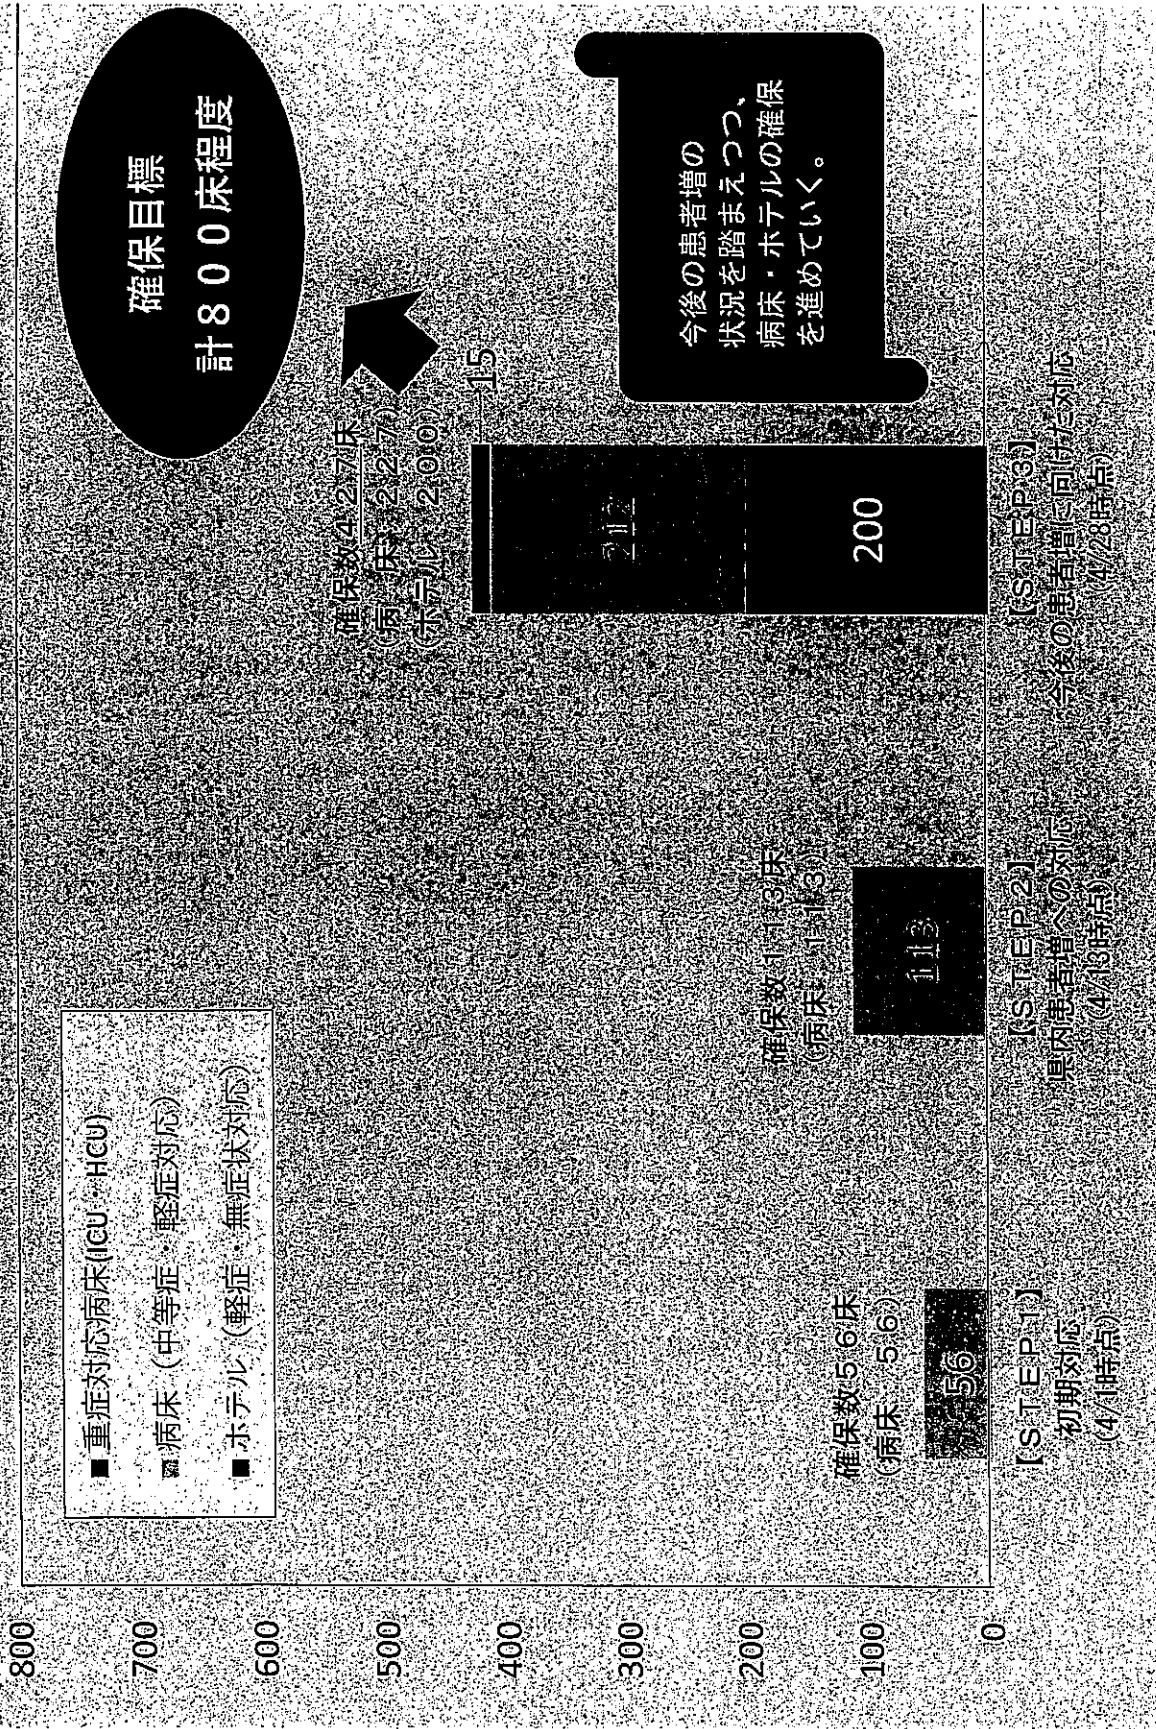 800
700
600
500
400
300
200
100
0
■重症対応病床(ICU・HCU)
病床（中等症・軽症対応）
■ホテル（軽症・無症状対応）
確保目標
計８００床程度
確保数５６床
（病床 ５６）
56
確保数１１３床
（病床 １１３）
113
確保数４２７床
（病 床 ２２７）
（ホテル ２００）
15
212
200
今後の患者増の
状況を踏まえつつ、
病床・ホテルの確保
を進めていく。
【ＳＴＥＰ１】
初期対応
(4/1時点)
【ＳＴＥＰ２】
県内患者増への対応
(4/13時点)
【ＳＴＥＰ３】
今後の患者増に向けた対応
(4/28時点)